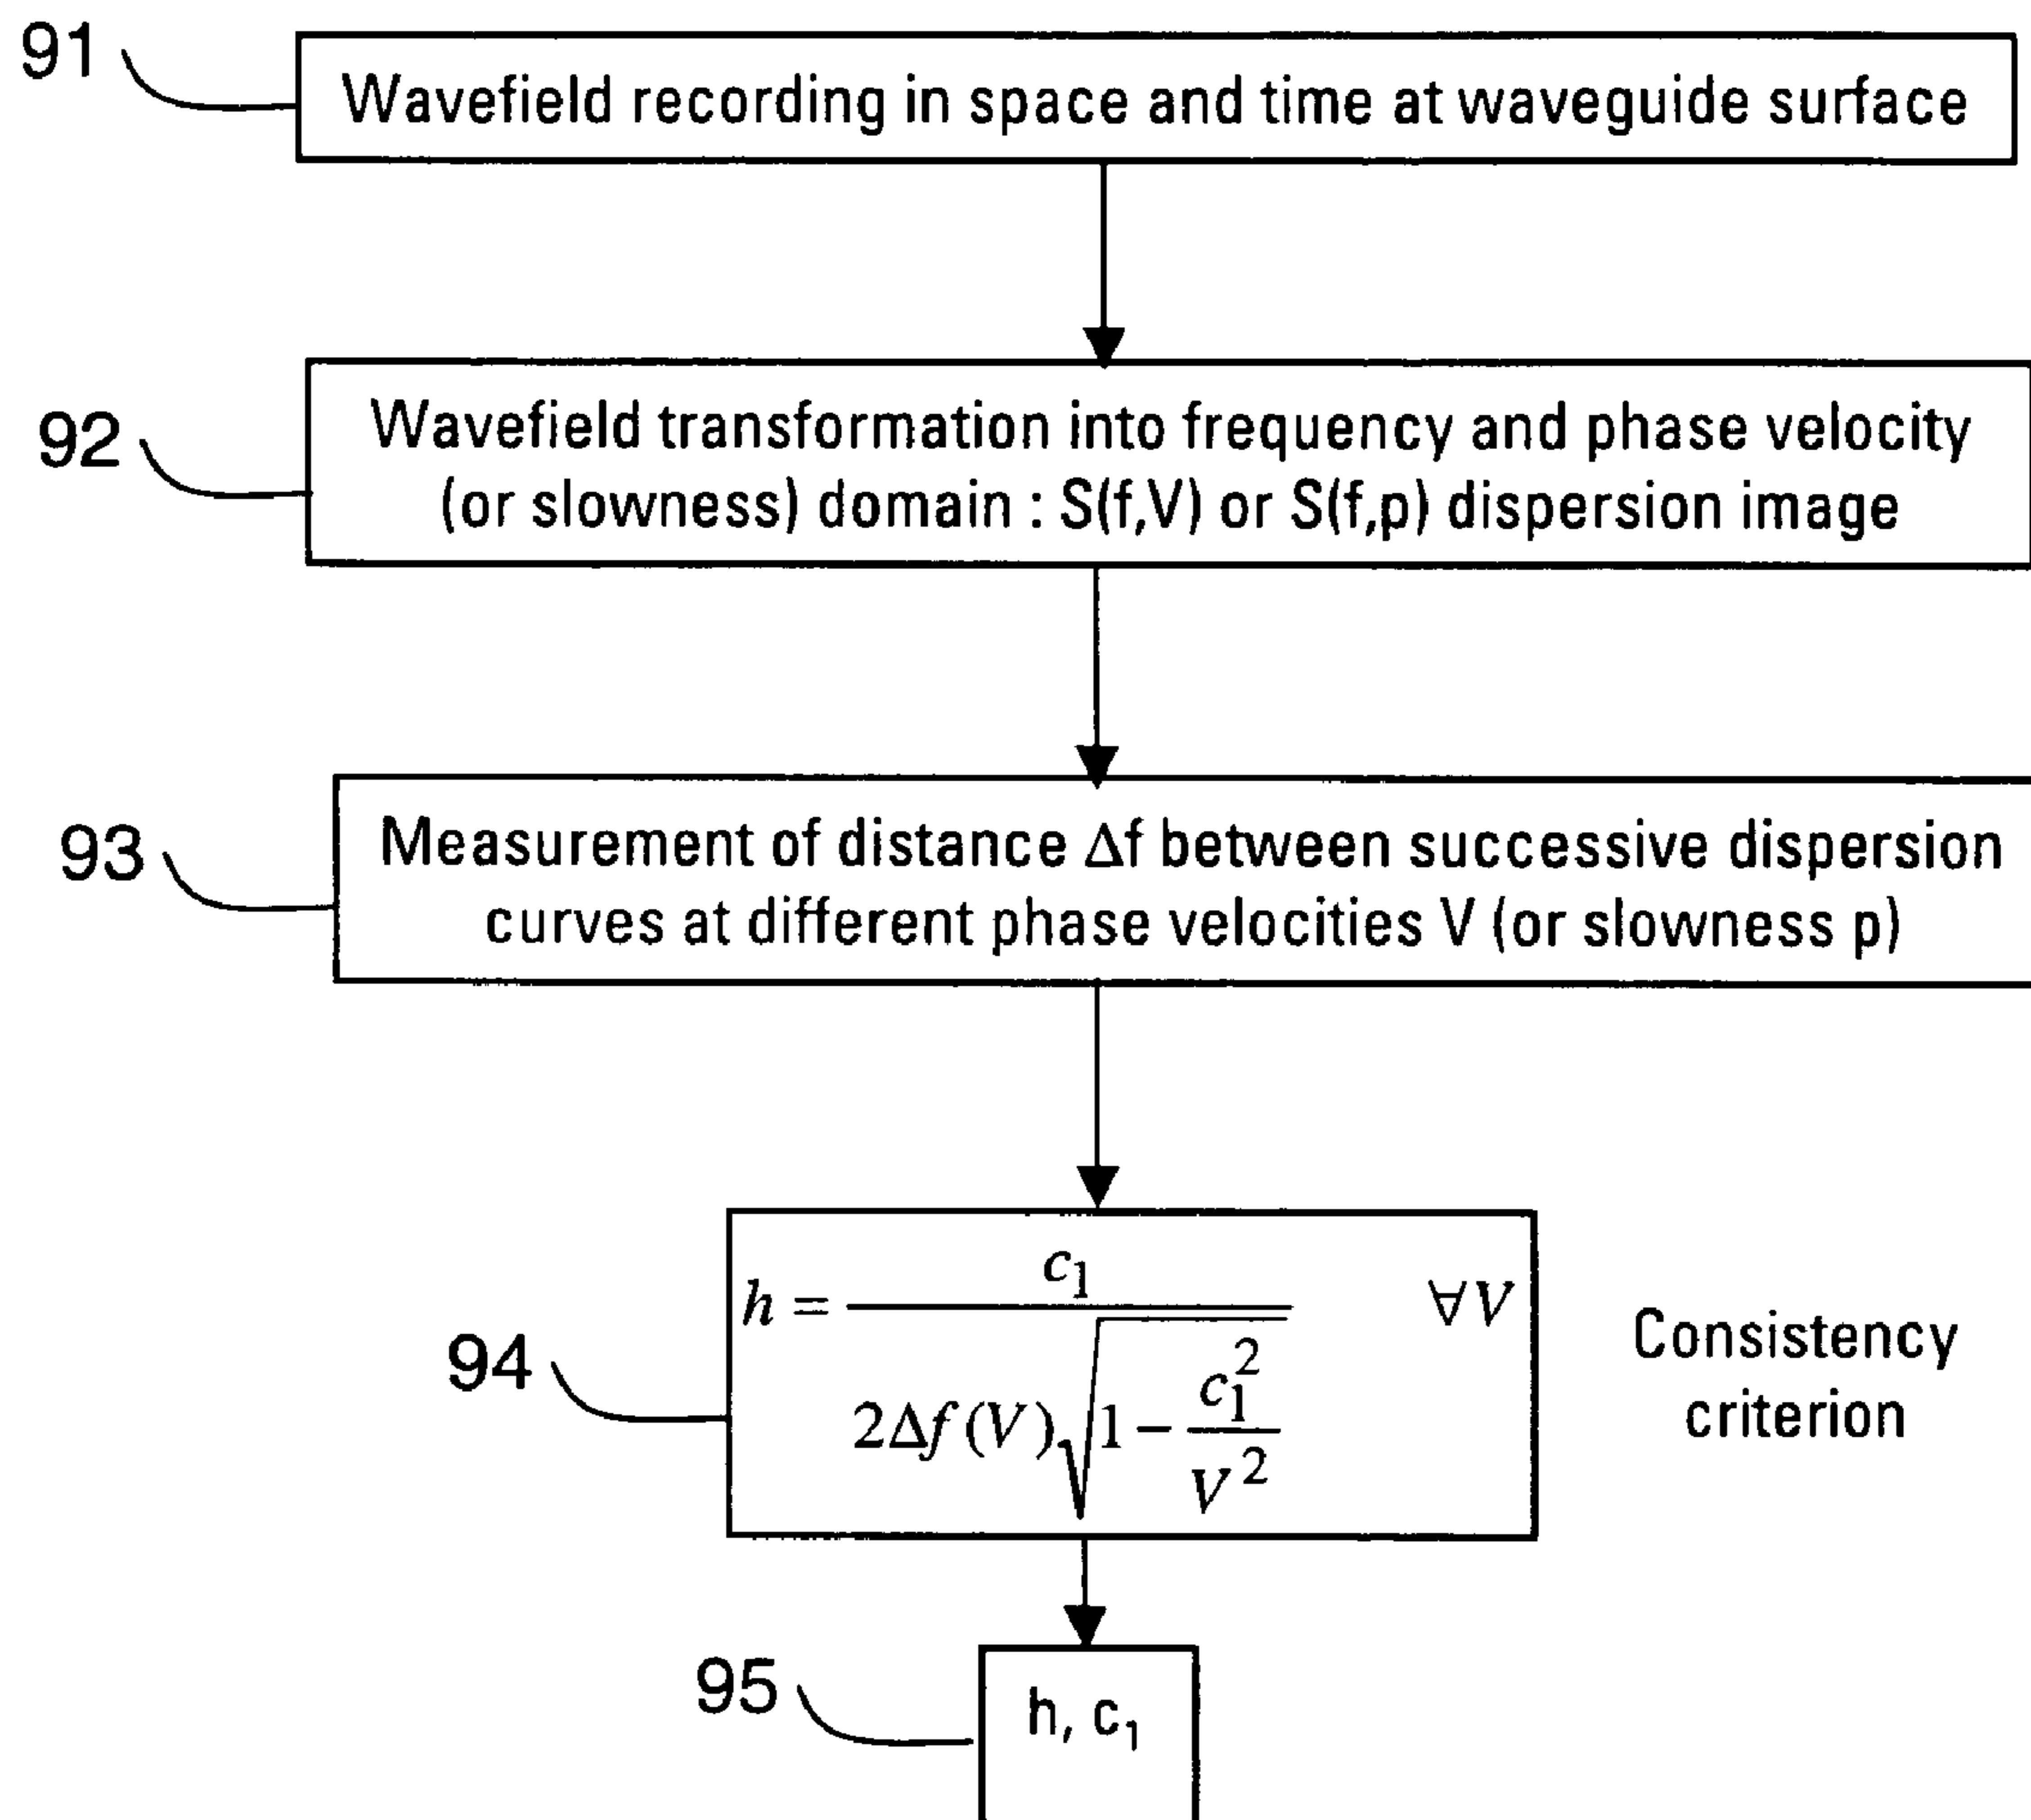 91
Wavefield recording in space and time at waveguide surface
92
Wavefield transformation into frequency and phase velocity
(or slowness) domain : S(f,V) or S(f,p) dispersion image
93
Measurement of distance Δf between successive dispersion
curves at different phase velocities V (or slowness p)
94
h = c₁ / (2Δf(V)√(1 − c₁²/V²)) ∀V
Consistency
criterion
95
h, c₁